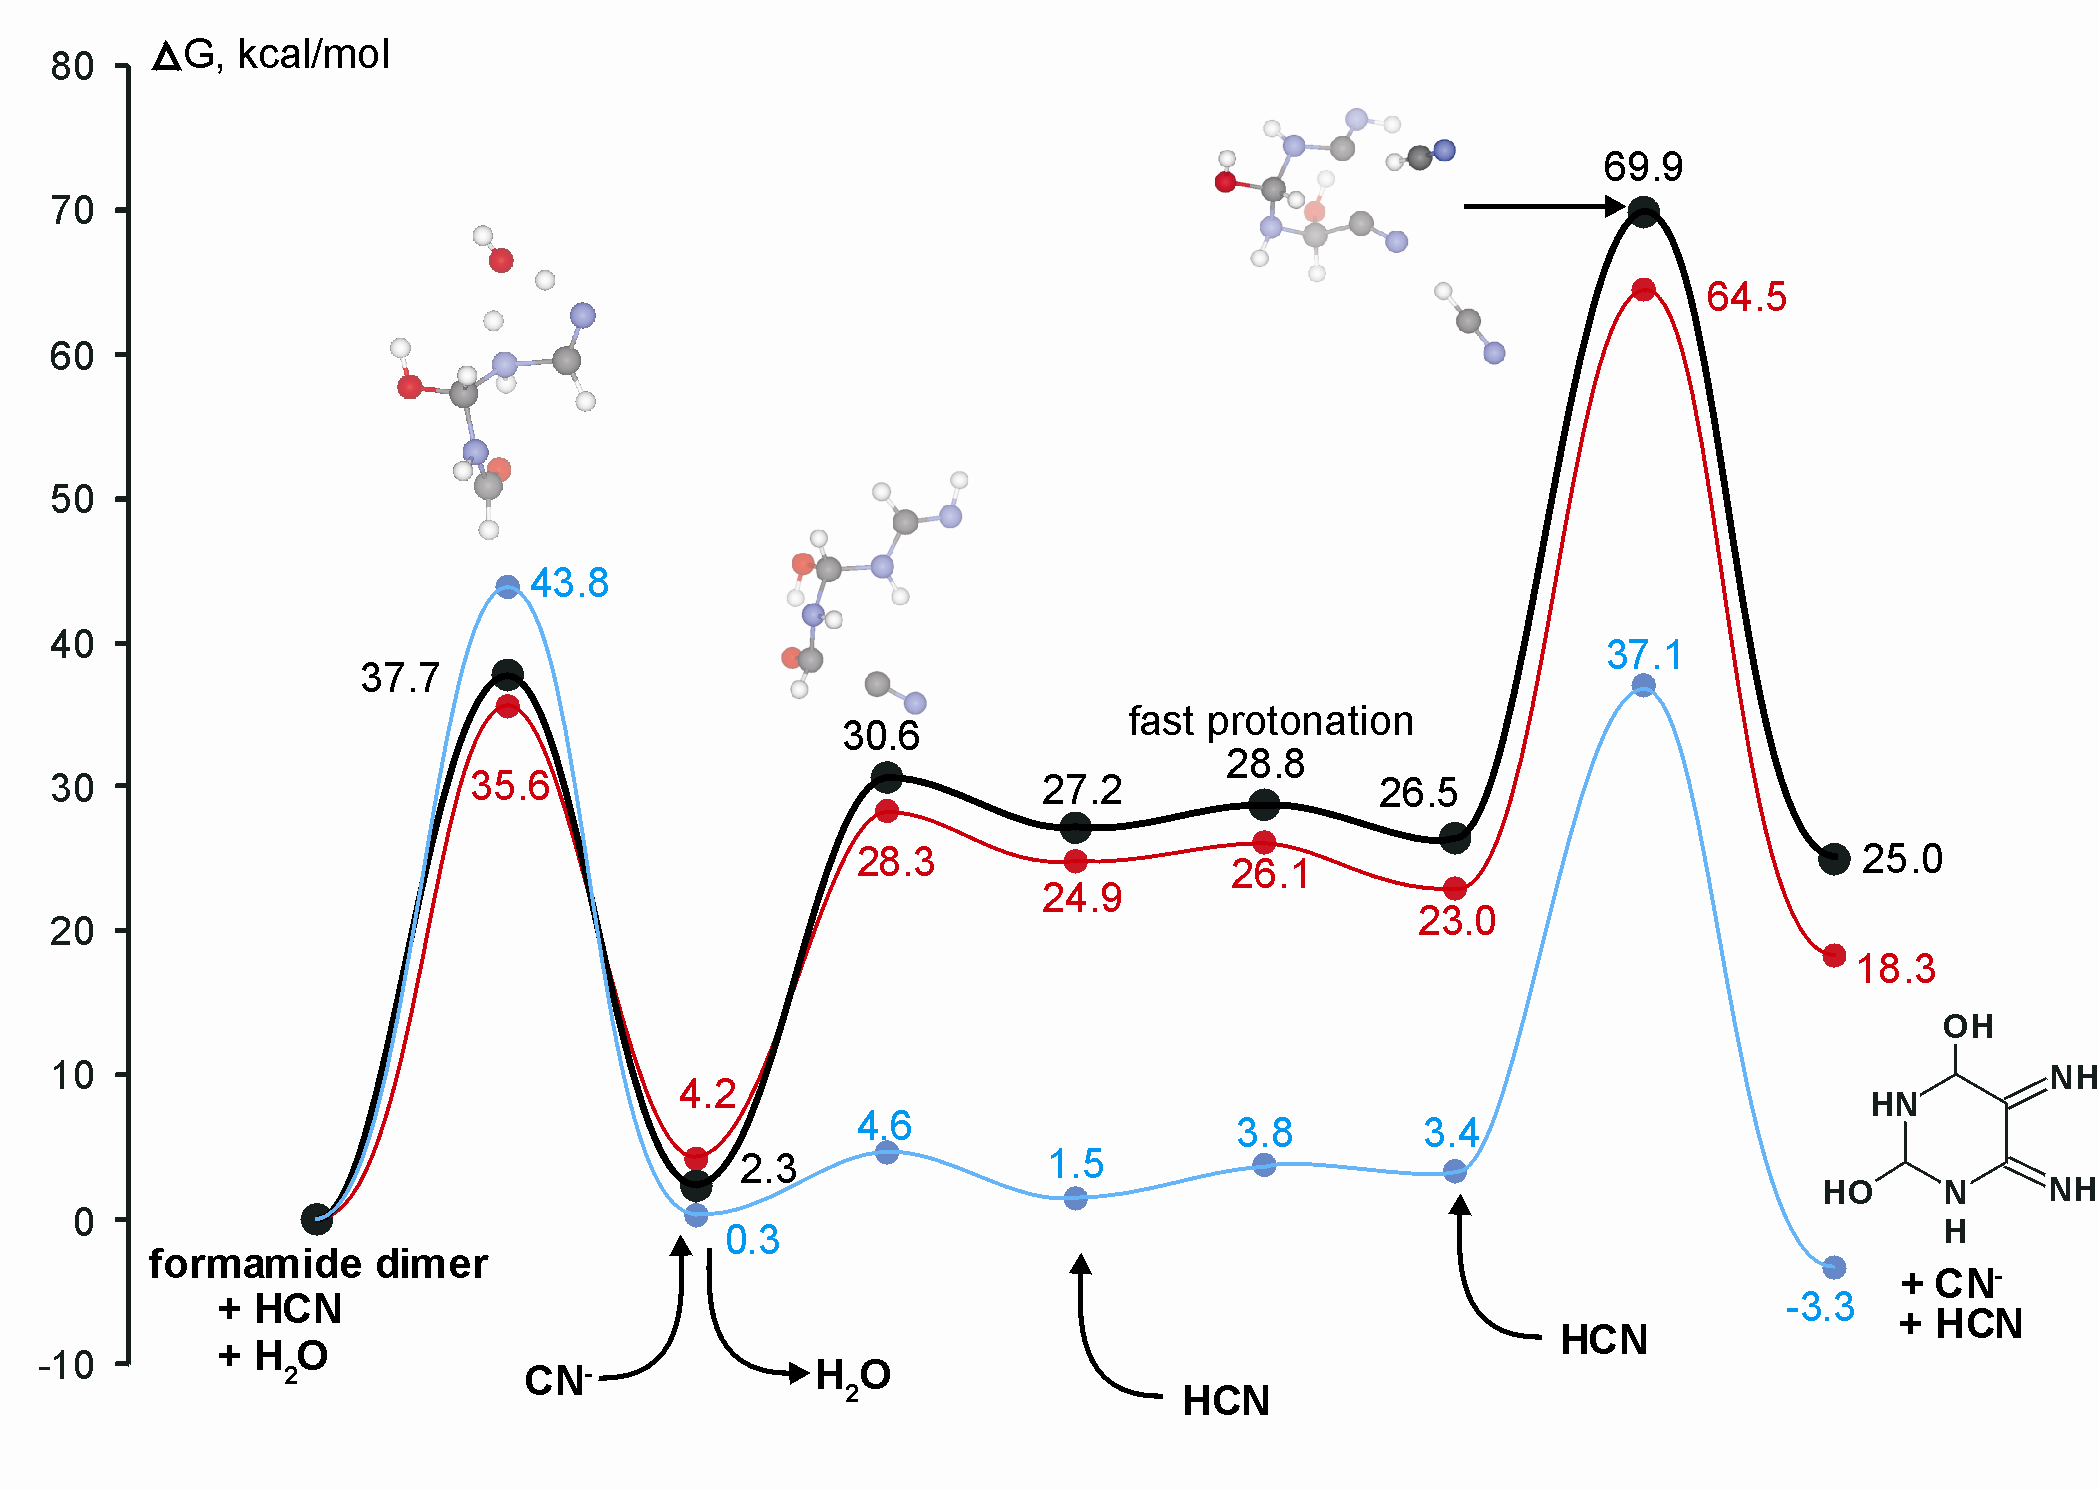 ΔG, kcal/mol
80
70
60
50
40
30
20
10
0
-10
43.8
37.7
35.6
4.2
2.3
0.3
30.6
28.3
4.6
27.2
24.9
1.5
fast protonation
28.8
26.1
3.8
26.5
23.0
3.4
69.9
64.5
37.1
25.0
18.3
-3.3
formamide dimer
+ HCN
+ H₂O
CN⁻
H₂O
HCN
HCN
OH
NH
HN
HO
N
H
NH
+ CN⁻
+ HCN